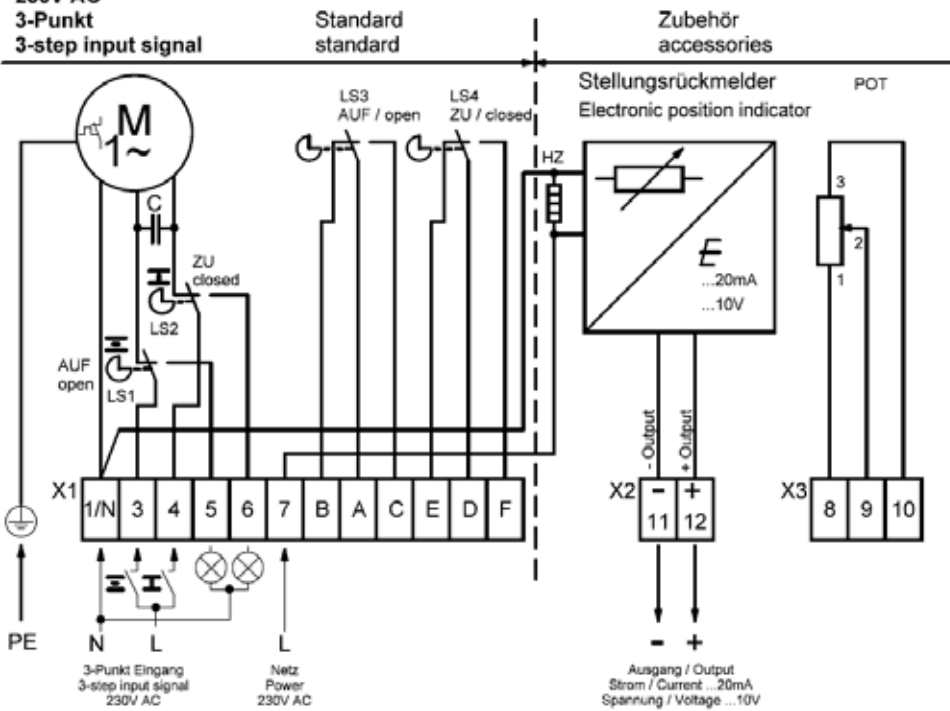 3-Punkt
3-step input signal
Standard
standard
Zubehör
accessories
Stellungsrückmelder
Electronic position indicator
POT
M
1~
LS3
AUF / open
LS4
ZU / closed
HZ
C
ZU
closed
LS2
AUF
open
LS1
E
...20mA
...10V
3
2
1
- Output
+ Output
X1
1/N 3 4 5 6 7 B A C E D F
X2
- +
11 12
X3
8 9 10
PE
N
L
L
- +
3-Punkt Eingang
3-step input signal
230V AC
Netz
Power
230V AC
Ausgang / Output
Strom / Current ...20mA
Spannung / Voltage ...10V